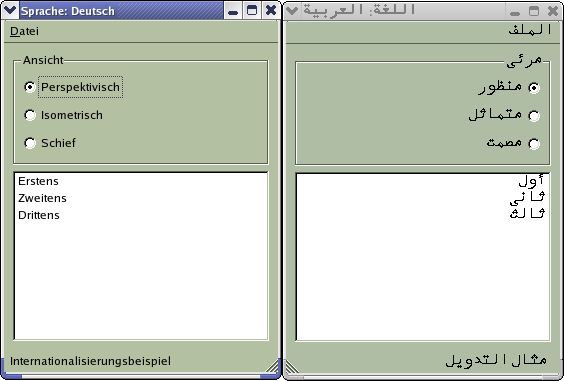 Sprache: Deutsch
Datei
Ansicht
Perspektivisch
Isometrisch
Schief
Erstens
Zweitens
Drittens
Internationalisierungsbeispiel
اللغة: العربية
الملف
مرئى
منظور
متماثل
مصمت
أول
ثانى
ثالث
مثال التدويل